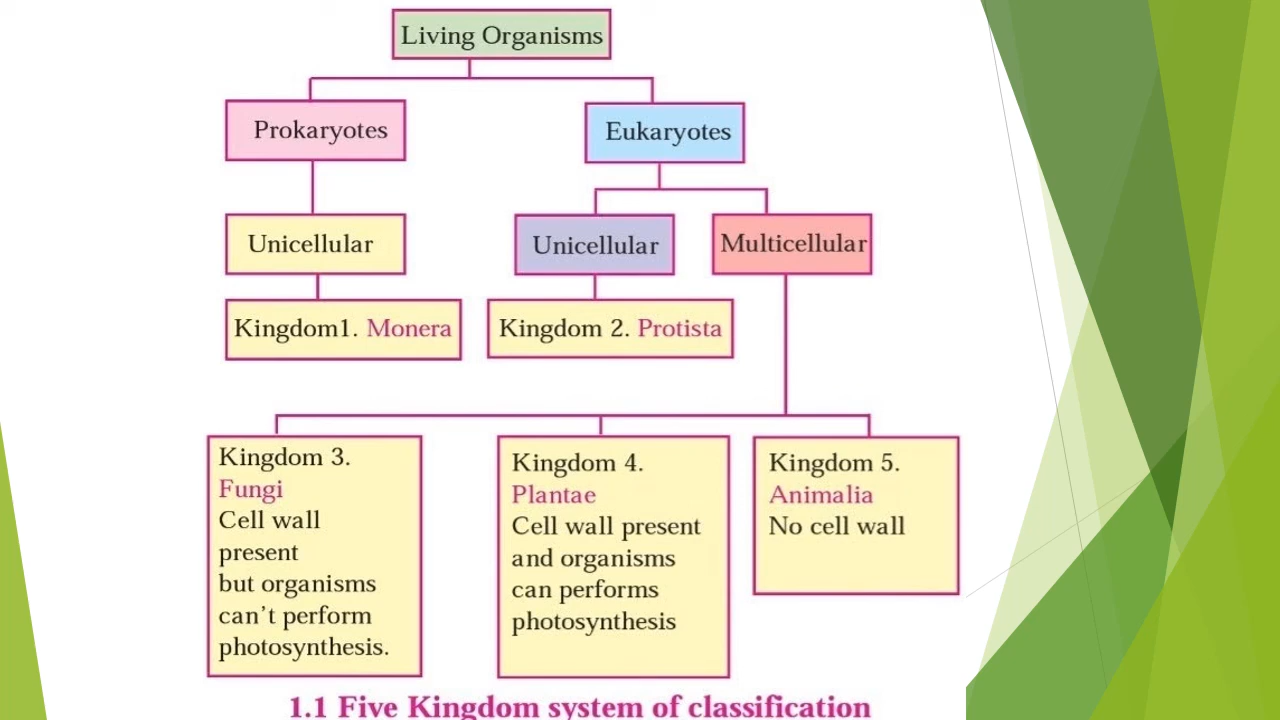 Living Organisms
Prokaryotes
Eukaryotes
Unicellular
Unicellular
Multicellular
Kingdom1. Monera
Kingdom 2. Protista
Kingdom 3.
Fungi
Cell wall
present
but organisms
can’t perform
photosynthesis.
Kingdom 4.
Plantae
Cell wall present
and organisms
can performs
photosynthesis
Kingdom 5.
Animalia
No cell wall
1.1 Five Kingdom system of classification